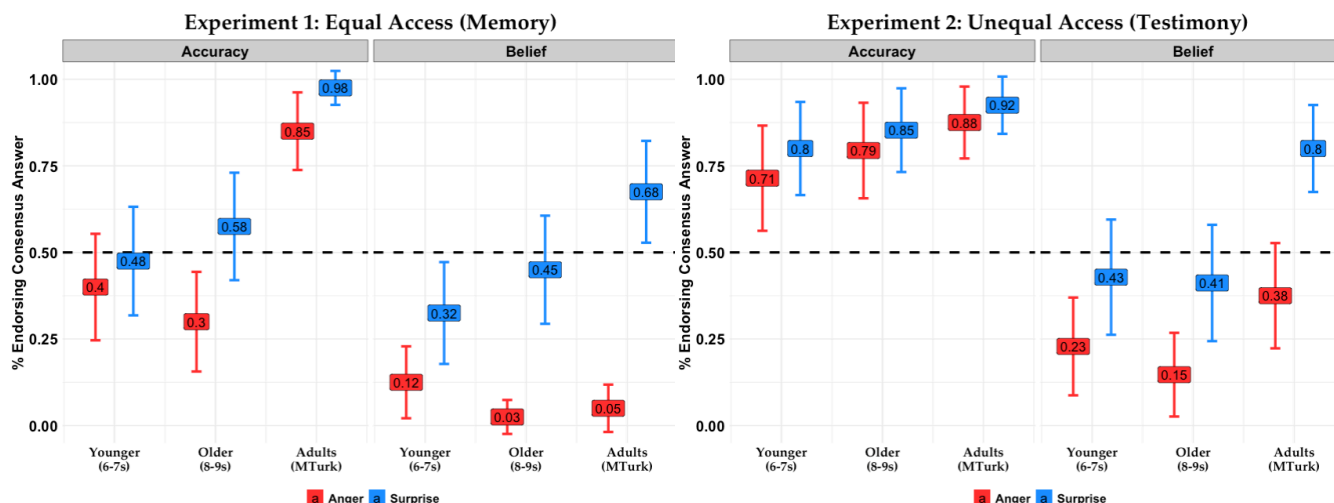 Experiment 1: Equal Access (Memory)
Accuracy
Belief
% Endorsing Consensus Answer
1.00
0.75
0.50
0.25
0.00
0.4
0.48
0.3
0.58
0.85
0.98
0.12
0.32
0.03
0.45
0.05
0.68
Younger
(6-7s)
Older
(8-9s)
Adults
(MTurk)
Younger
(6-7s)
Older
(8-9s)
Adults
(MTurk)
a Anger a Surprise
Experiment 2: Unequal Access (Testimony)
Accuracy
Belief
% Endorsing Consensus Answer
1.00
0.75
0.50
0.25
0.00
0.71
0.8
0.79
0.85
0.88
0.92
0.23
0.43
0.15
0.41
0.38
0.8
Younger
(6-7s)
Older
(8-9s)
Adults
(MTurk)
Younger
(6-7s)
Older
(8-9s)
Adults
(MTurk)
a Anger a Surprise